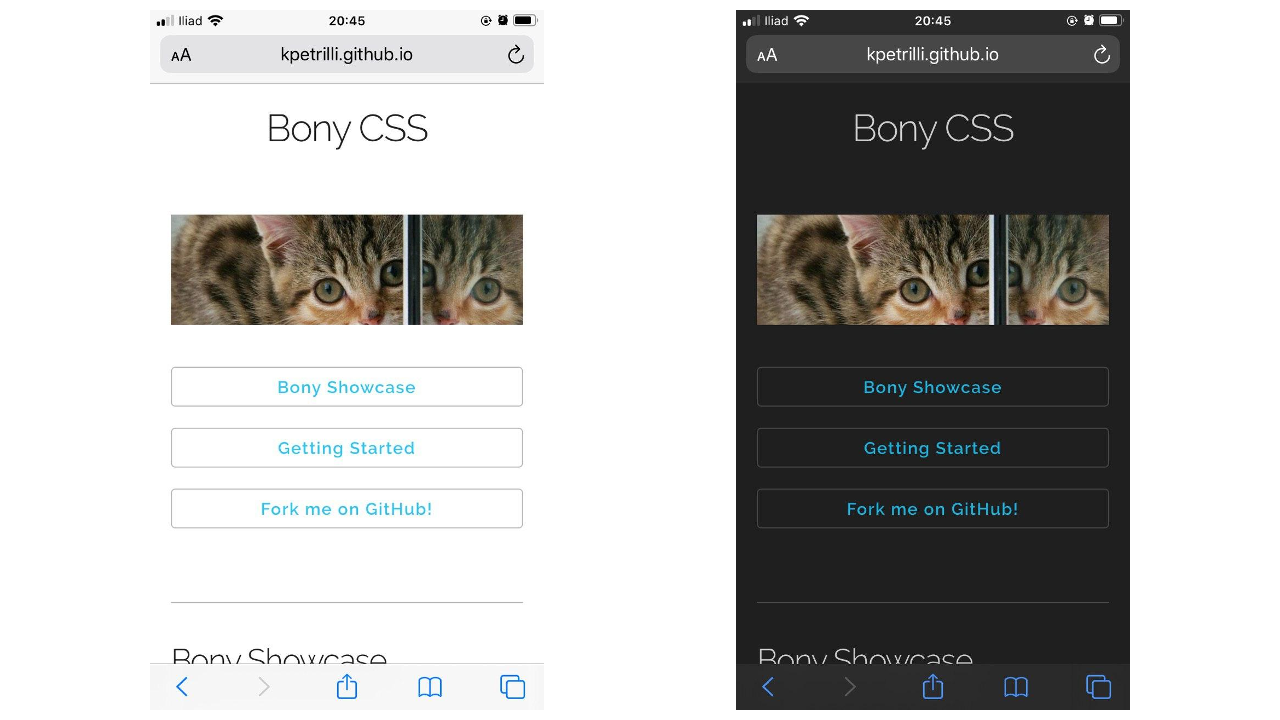 Iliad 20:45
AA kpetrilli.github.io
Bony CSS
Bony Showcase
Getting Started
Fork me on GitHub!
Bony Showcase
Iliad 20:45
AA kpetrilli.github.io
Bony CSS
Bony Showcase
Getting Started
Fork me on GitHub!
Bony Showcase